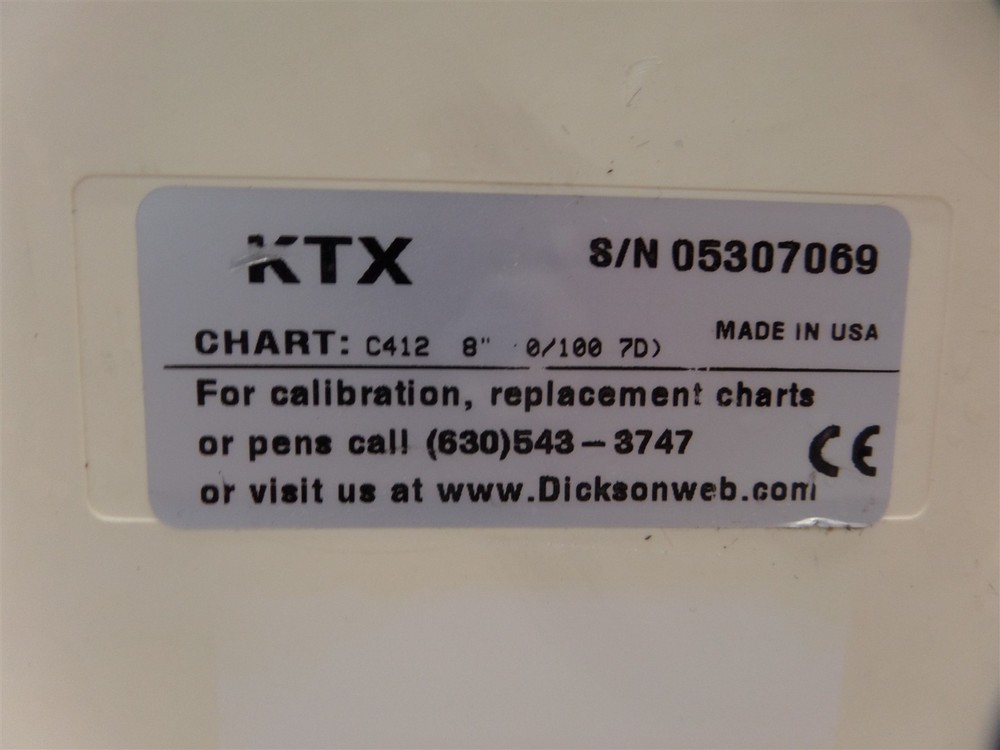 KTX
S/N 05307069
CHART: C412 8" 0/100 7D)
MADE IN USA
For calibration, replacement charts
or pens call (630)543-3747
or visit us at www.Dicksonweb.com
CE